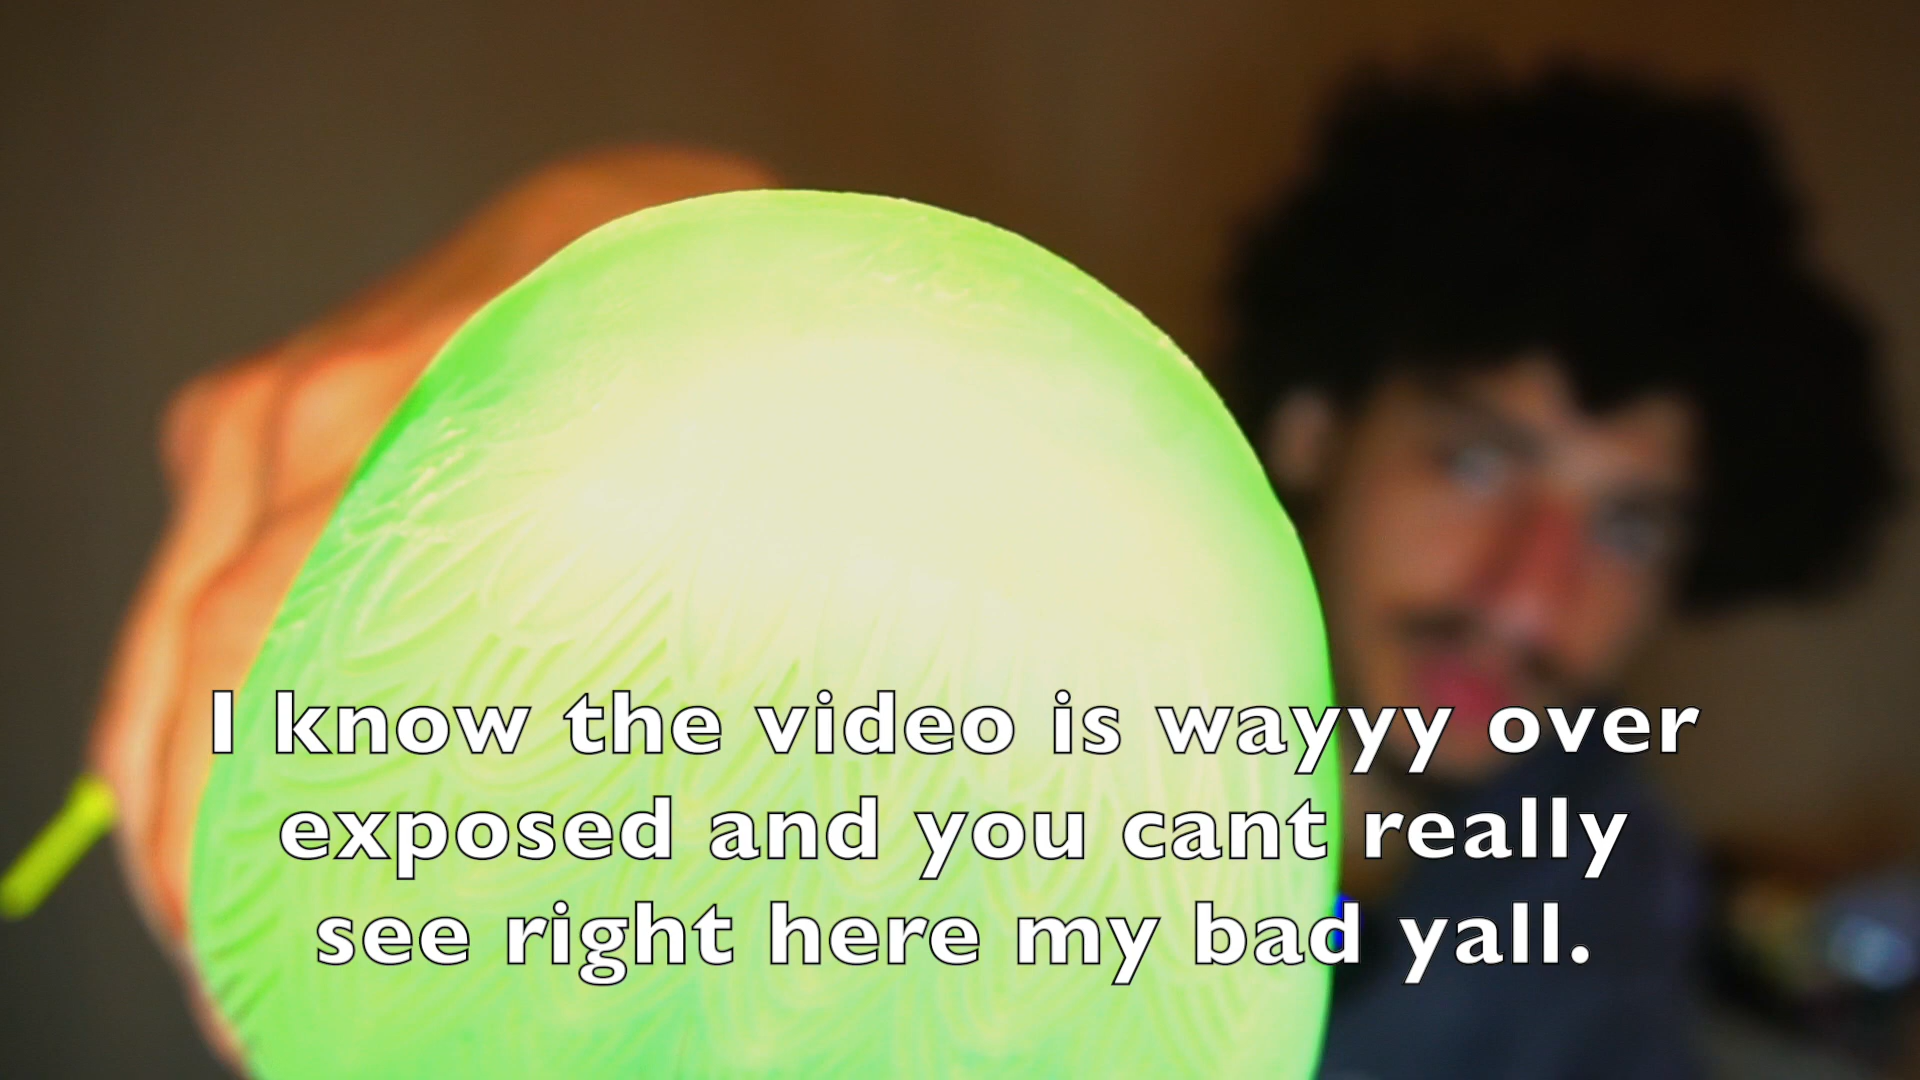 I know the video is wayyy over
exposed and you cant really
see right here my bad yall.